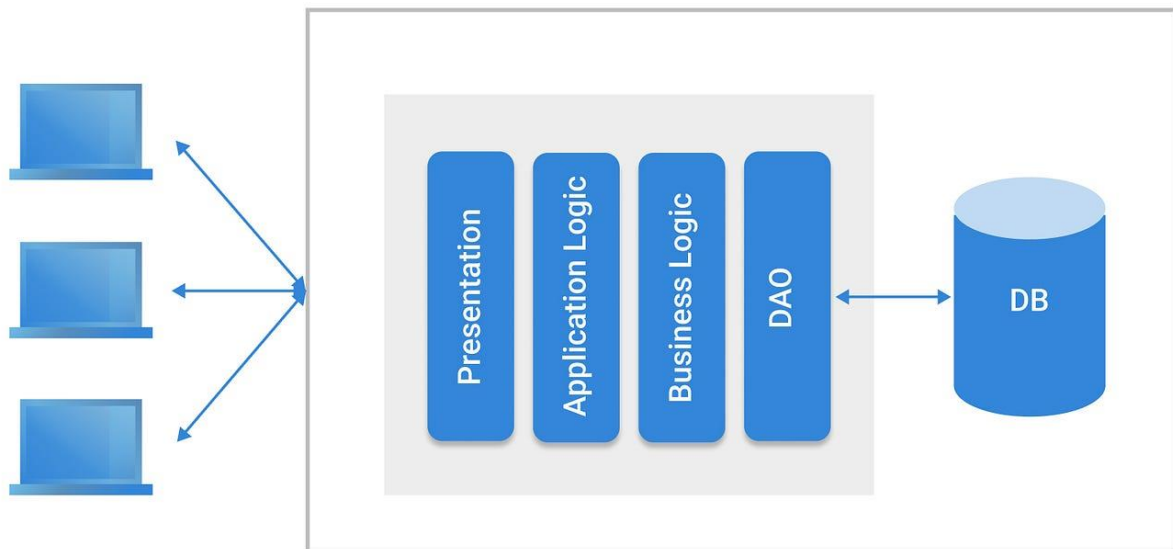 Presentation
Application Logic
Business Logic
DAO
DB